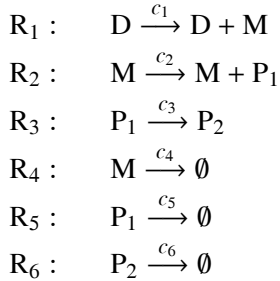 R₁ : D —c₁→ D + M
R₂ : M —c₂→ M + P₁
R₃ : P₁ —c₃→ P₂
R₄ : M —c₄→ ∅
R₅ : P₁ —c₅→ ∅
R₆ : P₂ —c₆→ ∅